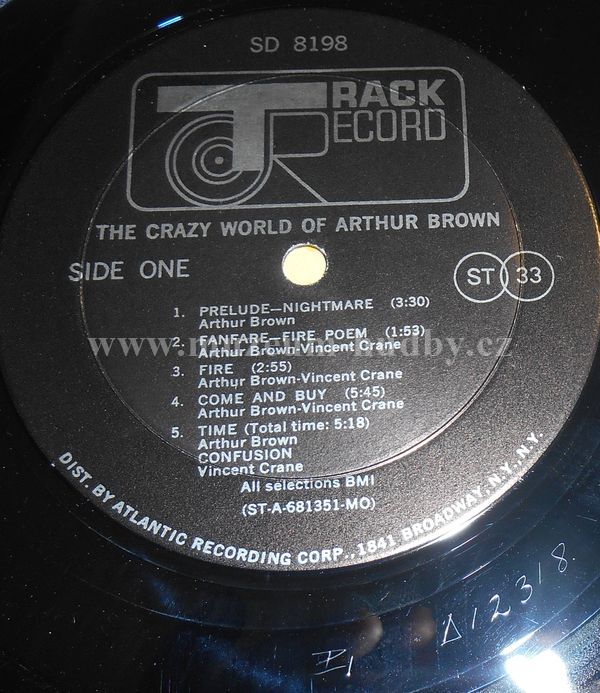 SD 8198
TRACK
RECORD
THE CRAZY WORLD OF ARTHUR BROWN
SIDE ONE
ST 33
1. PRELUDE—NIGHTMARE (3:30)
Arthur Brown
2. FANFARE—FIRE POEM (1:53)
Arthur Brown-Vincent Crane
3. FIRE (2:55)
Arthur Brown-Vincent Crane
4. COME AND BUY (5:45)
Arthur Brown-Vincent Crane
5. TIME (Total time: 5:18)
Arthur Brown
CONFUSION
Vincent Crane
All selections BMI
(ST-A-681351-MO)
DIST. BY ATLANTIC RECORDING CORP., 1841 BROADWAY, N.Y. N.Y.
Δ12318